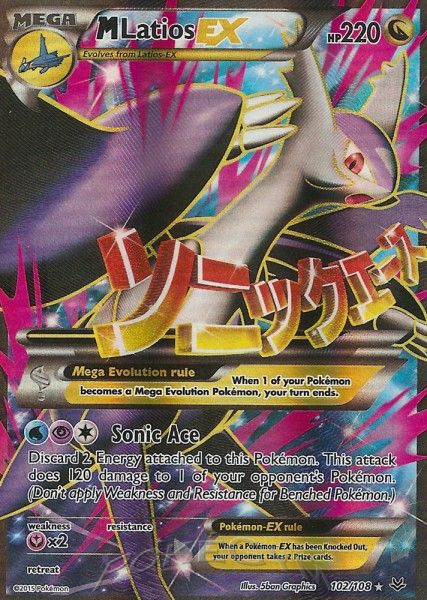 MEGA
M Latios EX
HP 220
Evolves from Latios-EX
ソニックエース
Mega Evolution rule
When 1 of your Pokémon
becomes a Mega Evolution Pokémon, your turn ends.
Sonic Ace
Discard 2 Energy attached to this Pokémon. This attack
does 120 damage to 1 of your opponent's Pokémon.
(Don't apply Weakness and Resistance for Benched Pokémon.)
weakness
resistance
×2
retreat
Pokémon-EX rule
When a Pokémon-EX has been Knocked Out,
your opponent takes 2 Prize cards.
©2015 Pokémon
Illus. 5ban Graphics
102/108